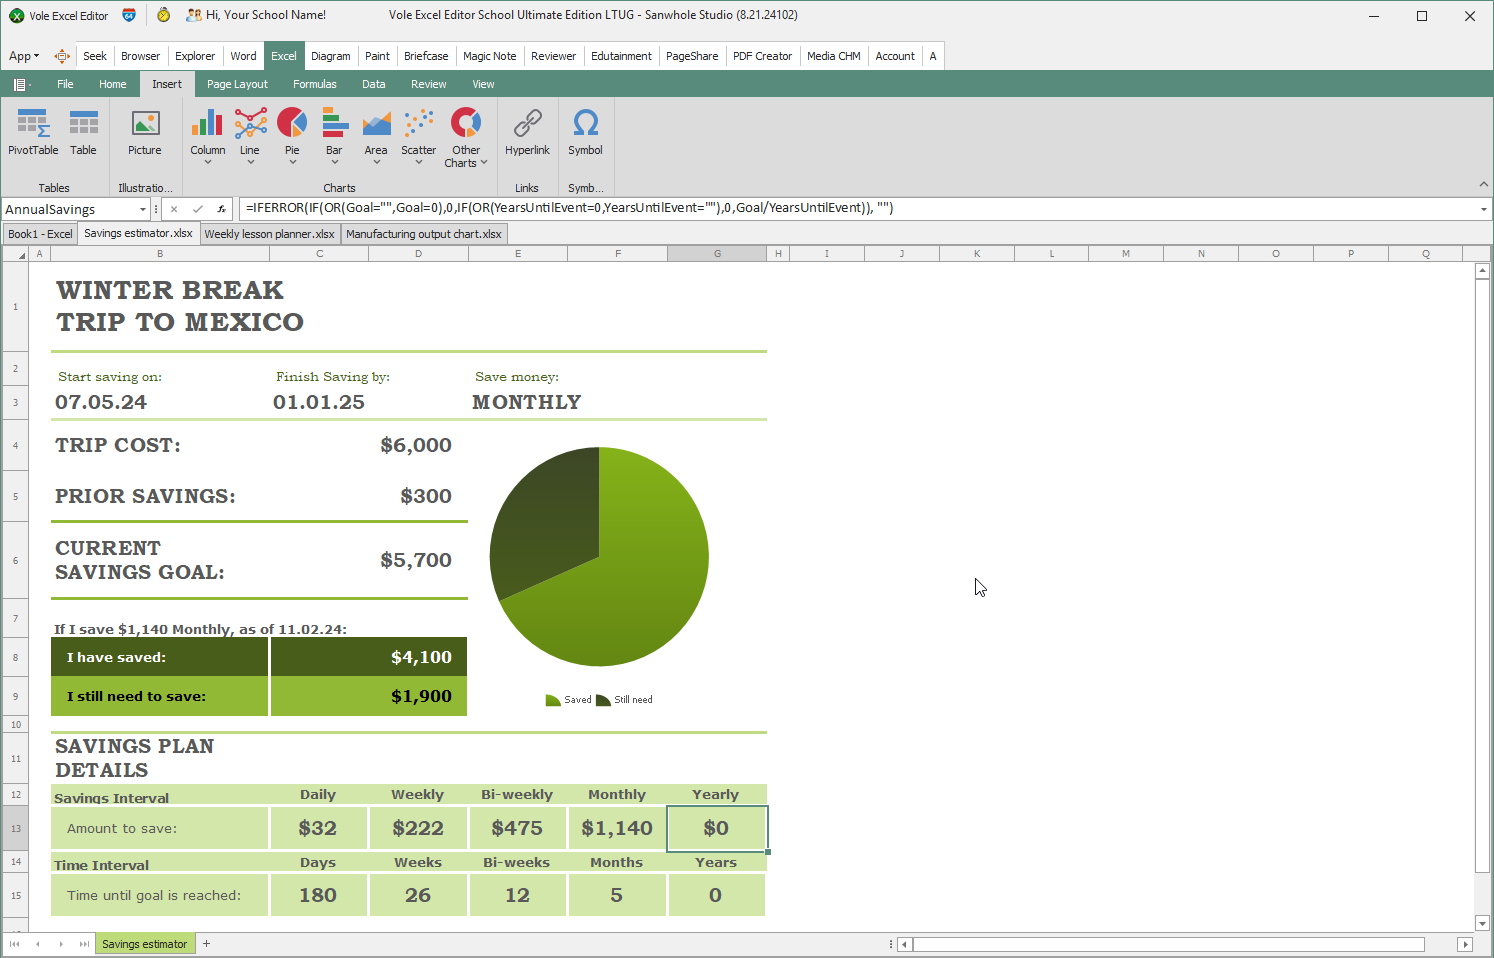 Vole Excel Editor
64
Hi, Your School Name!
Vole Excel Editor School Ultimate Edition LTUG - Sanwhole Studio (8.21.24102)
App Seek Browser Explorer Word Excel Diagram Paint Briefcase Magic Note Reviewer Edutainment PageShare PDF Creator Media CHM Account A
File Home Insert Page Layout Formulas Data Review View
PivotTable Table Picture Column Line Pie Bar Area Scatter Other Charts Hyperlink Symbol
Tables Illustratio... Charts Links Symb...
AnnualSavings fx =IFERROR(IF(OR(Goal="",Goal=0),0,IF(OR(YearsUntilEvent=0,YearsUntilEvent=""),0,Goal/YearsUntilEvent)), "")
Book1 - Excel Savings estimator.xlsx Weekly lesson planner.xlsx Manufacturing output chart.xlsx
A B C D E F G H I J K L M N O P Q
1
WINTER BREAK
TRIP TO MEXICO
2 Start saving on: Finish Saving by: Save money:
3 07.05.24 01.01.25 MONTHLY
4 TRIP COST: $6,000
5 PRIOR SAVINGS: $300
6 CURRENT
SAVINGS GOAL: $5,700
7 If I save $1,140 Monthly, as of 11.02.24:
8 I have saved: $4,100
9 I still need to save: $1,900
Saved Still need
10
11 SAVINGS PLAN
DETAILS
12 Savings Interval Daily Weekly Bi-weekly Monthly Yearly
13 Amount to save: $32 $222 $475 $1,140 $0
14 Time Interval Days Weeks Bi-weeks Months Years
15 Time until goal is reached: 180 26 12 5 0
Savings estimator +